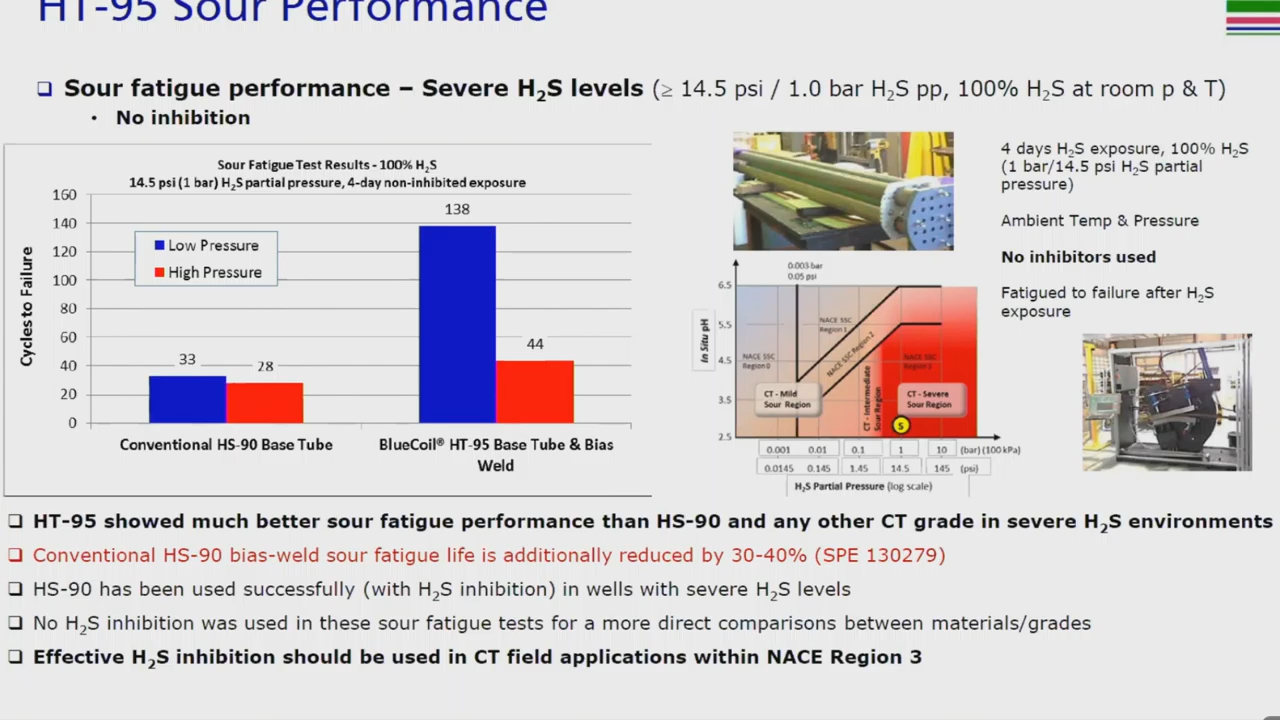 HT-95 Sour Performance
Sour fatigue performance – Severe H₂S levels (≥ 14.5 psi / 1.0 bar H₂S pp, 100% H₂S at room p & T)
• No inhibition
Sour Fatigue Test Results - 100% H₂S
14.5 psi (1 bar) H₂S partial pressure, 4-day non-inhibited exposure
Cycles to Failure
160
140
120
100
80
60
40
20
0
Low Pressure
High Pressure
33
28
138
44
Conventional HS-90 Base Tube
BlueCoil® HT-95 Base Tube & Bias
Weld
0.003 bar
0.05 psi
In Situ pH
6.5
5.5
4.5
3.5
2.5
NACE SSC
Region 0
NACE SSC
Region 1
NACE SSC Region 2
NACE SSC
Region 3
CT - Mild
Sour Region
CT - Intermediate
Sour Region
CT - Severe
Sour Region
S
0.001 0.01 0.1 1 10 (bar) (100 kPa)
0.0145 0.145 1.45 14.5 145 (psi)
H₂S Partial Pressure (log scale)
4 days H₂S exposure, 100% H₂S
(1 bar/14.5 psi H₂S partial
pressure)
Ambient Temp & Pressure
No inhibitors used
Fatigued to failure after H₂S
exposure
HT-95 showed much better sour fatigue performance than HS-90 and any other CT grade in severe H₂S environments
Conventional HS-90 bias-weld sour fatigue life is additionally reduced by 30-40% (SPE 130279)
HS-90 has been used successfully (with H₂S inhibition) in wells with severe H₂S levels
No H₂S inhibition was used in these sour fatigue tests for a more direct comparisons between materials/grades
Effective H₂S inhibition should be used in CT field applications within NACE Region 3